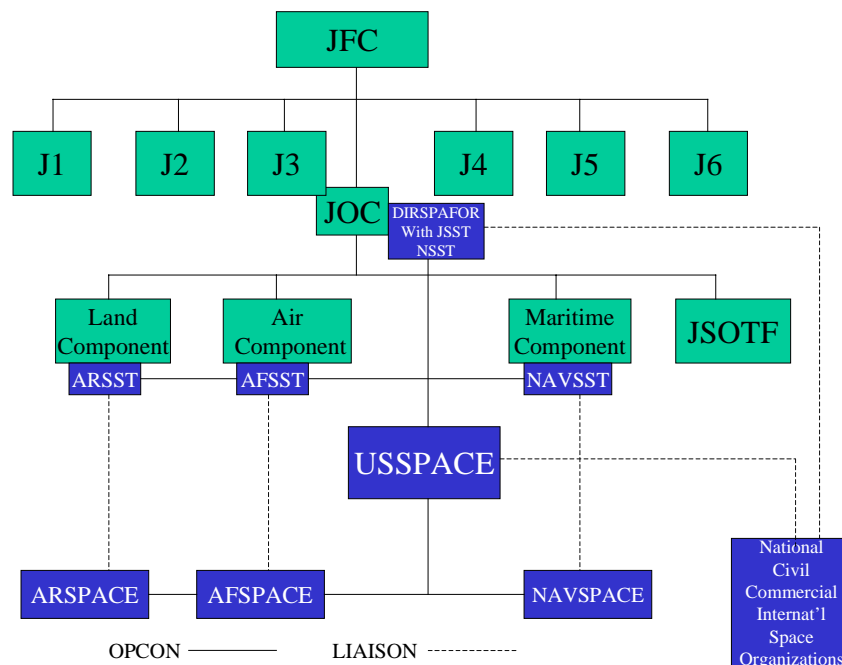 JFC
J1
J2
J3
J4
J5
J6
JOC
DIRSPAFOR
With JSST
NSST
Land
Component
Air
Component
Maritime
Component
JSOTF
ARSST
AFSST
NAVSST
USSPACE
ARSPACE
AFSPACE
NAVSPACE
National
Civil
Commercial
Internat'l
Space
Organizations
OPCON
LIAISON